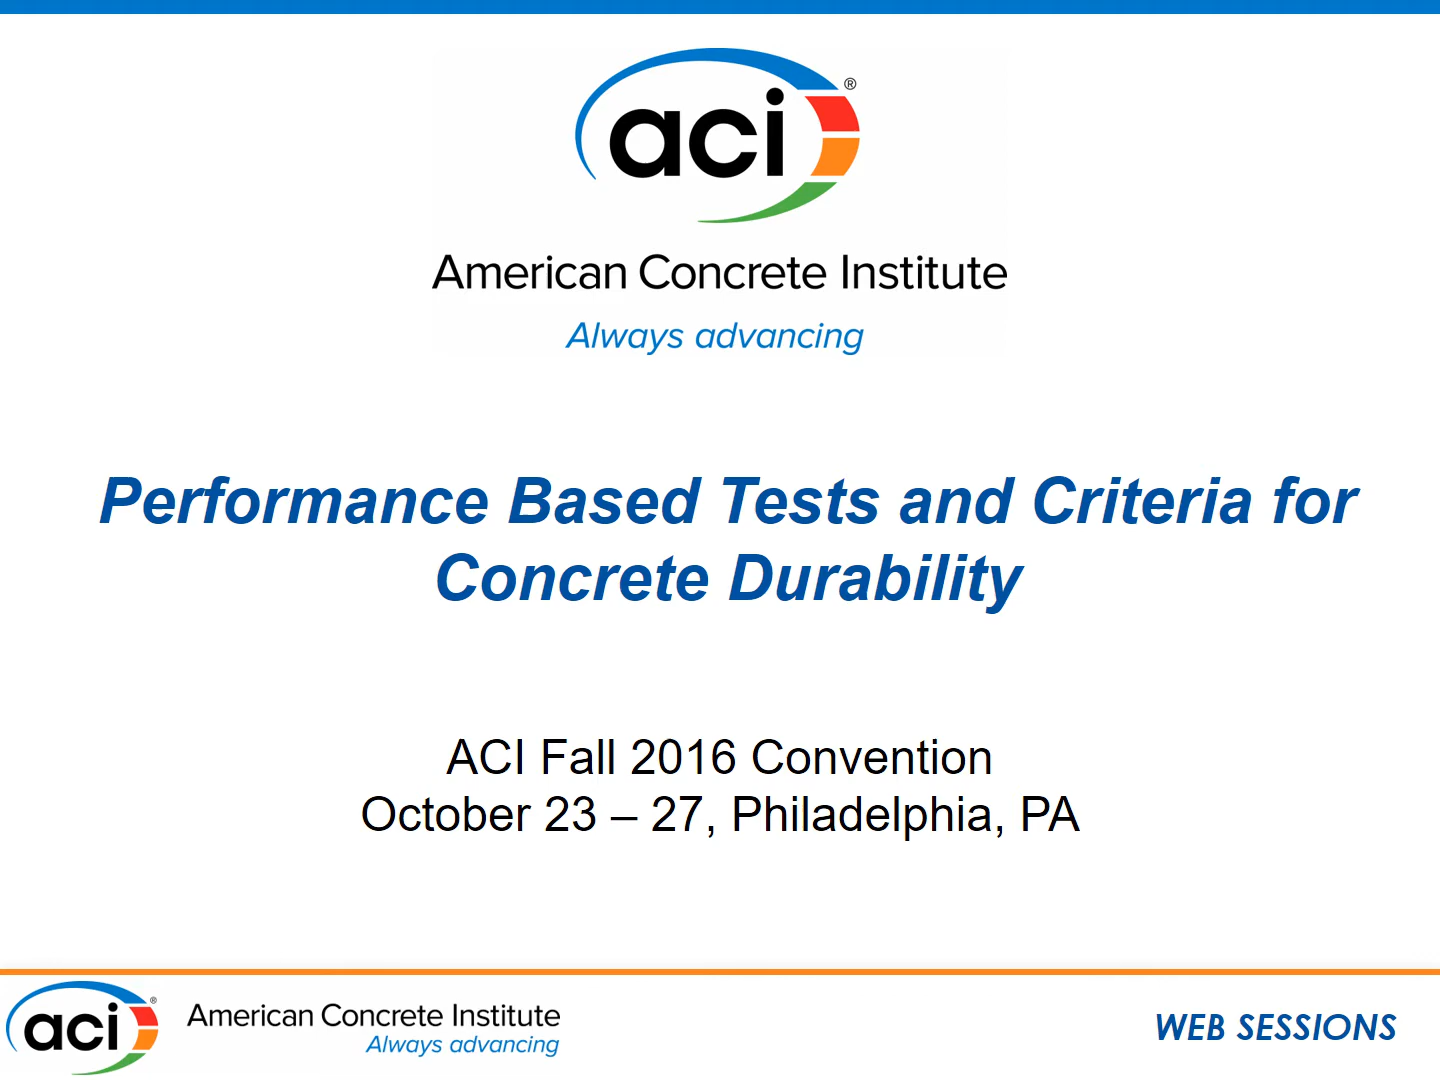 aci®
American Concrete Institute
Always advancing
Performance Based Tests and Criteria for
Concrete Durability
ACI Fall 2016 Convention
October 23 – 27, Philadelphia, PA
aci®
American Concrete Institute
Always advancing
WEB SESSIONS